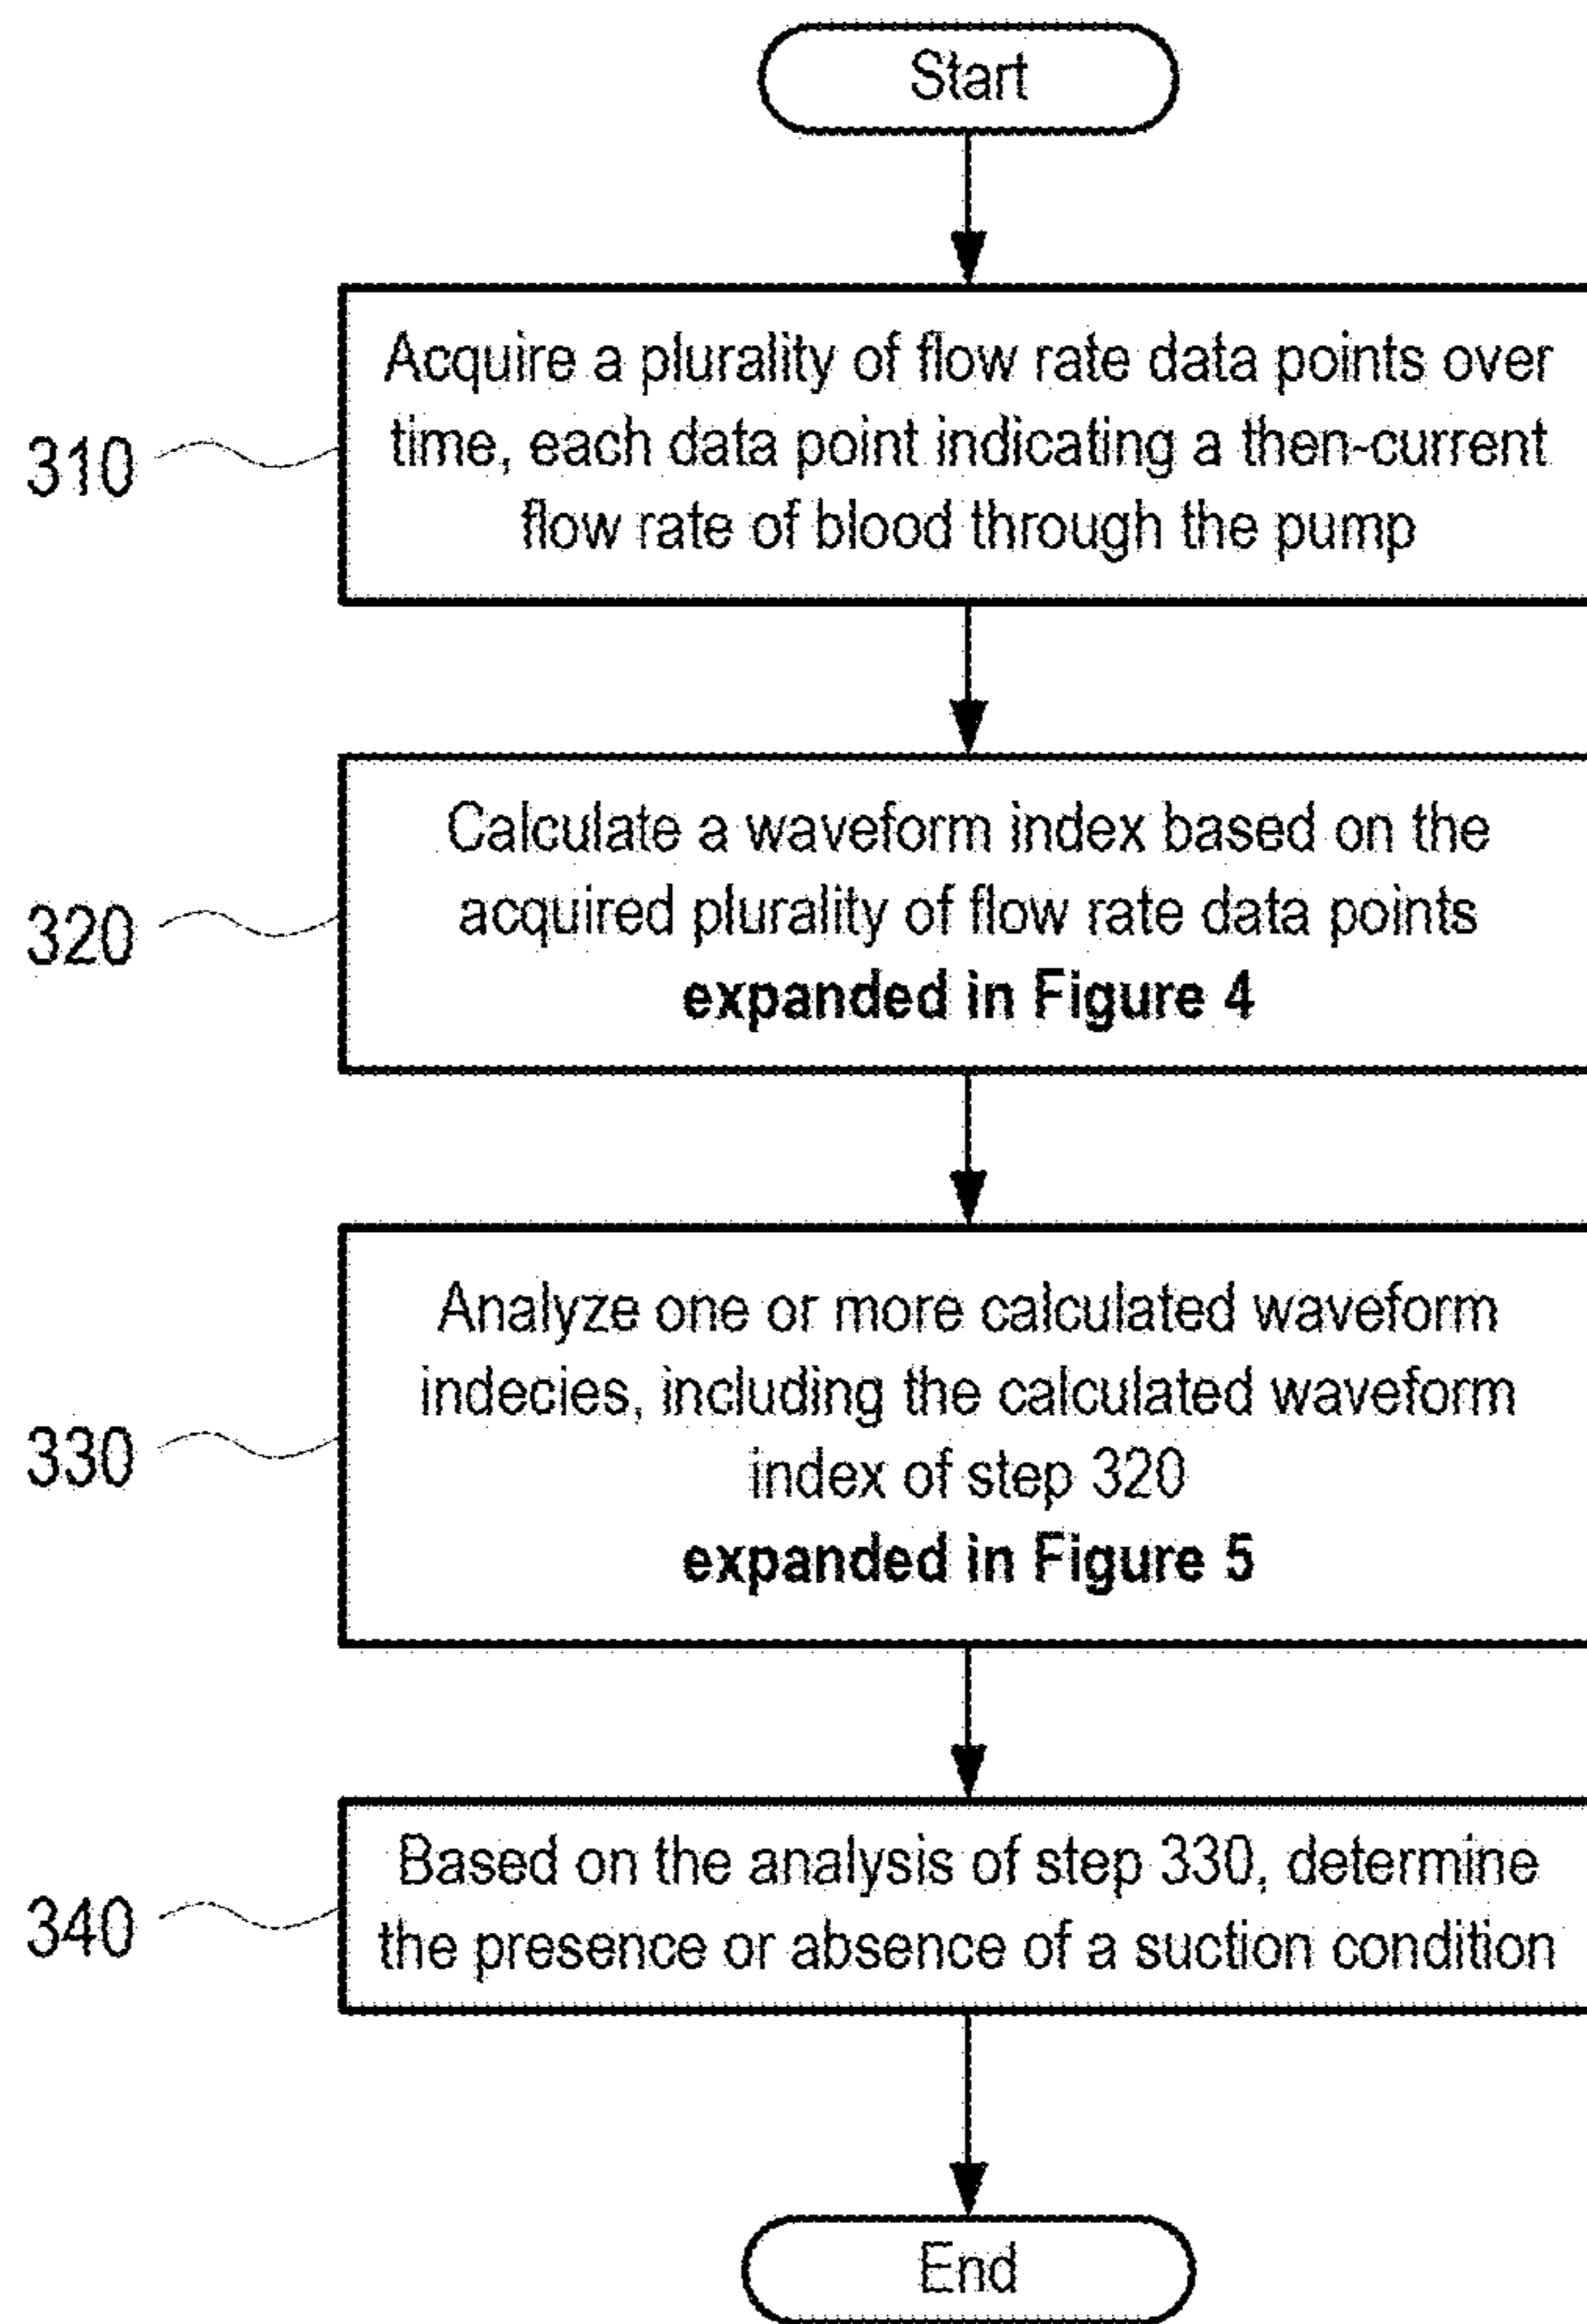 Start
310
Acquire a plurality of flow rate data points over
time, each data point indicating a then-current
flow rate of blood through the pump
320
Calculate a waveform index based on the
acquired plurality of flow rate data points
expanded in Figure 4
330
Analyze one or more calculated waveform
indecies, including the calculated waveform
index of step 320
expanded in Figure 5
340
Based on the analysis of step 330, determine
the presence or absence of a suction condition
End